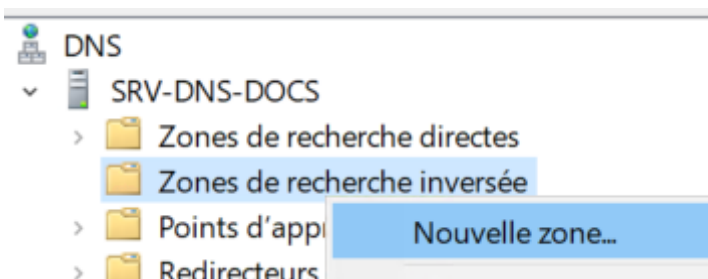 DNS
SRV-DNS-DOCS
Zones de recherche directes
Zones de recherche inversée
Points d'app
Nouvelle zone...
Redirecteurs